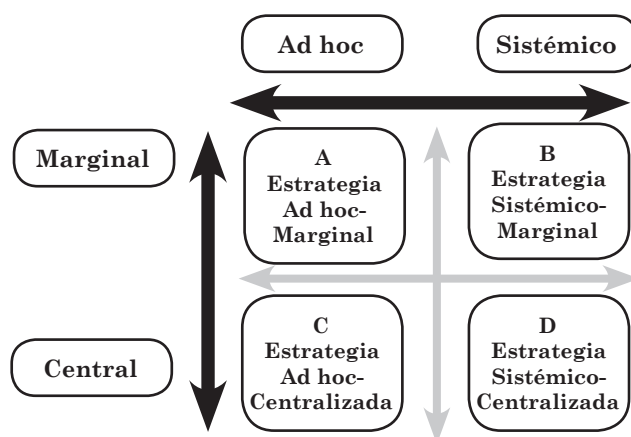 Ad hoc
Sistémico
Marginal
A
Estrategia
Ad hoc-
Marginal
B
Estrategia
Sistémico-
Marginal
Central
C
Estrategia
Ad hoc-
Centralizada
D
Estrategia
Sistémico-
Centralizada